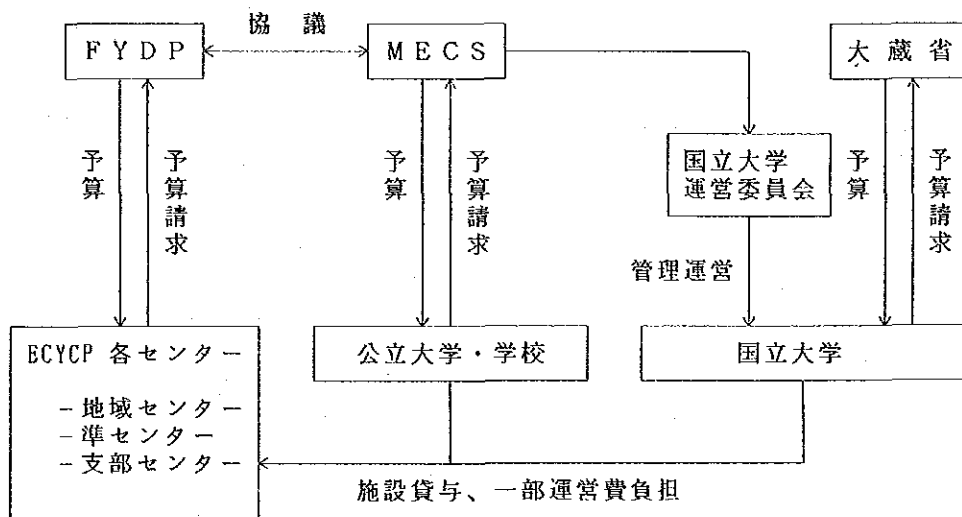 協 議
FYDP
MECS
大蔵省
予算
予算請求
予算
予算請求
国立大学
運営委員会
予算
予算請求
管理運営
ECYCP 各センター
公立大学・学校
国立大学
－地域センター
－準センター
－支部センター
施設貸与、一部運営費負担